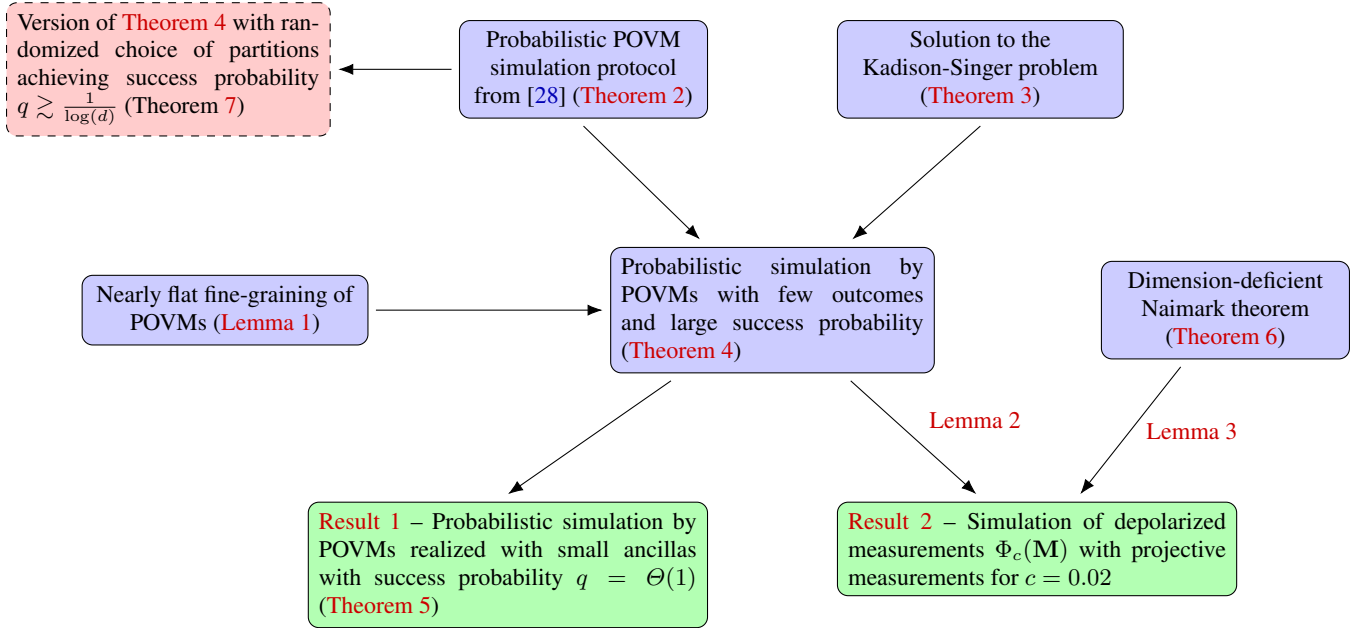 Version of Theorem 4 with ran-
domized choice of partitions
achieving success probability
q ≳ 1/log(d) (Theorem 7)
Probabilistic POVM
simulation protocol
from [28] (Theorem 2)
Solution to the
Kadison-Singer problem
(Theorem 3)
Nearly flat fine-graining of
POVMs (Lemma 1)
Probabilistic simulation by
POVMs with few outcomes
and large success probability
(Theorem 4)
Dimension-deficient
Naimark theorem
(Theorem 6)
Lemma 2
Lemma 3
Result 1 – Probabilistic simulation by
POVMs realized with small ancillas
with success probability q = Θ(1)
(Theorem 5)
Result 2 – Simulation of depolarized
measurements Φ_c(M) with projective
measurements for c = 0.02